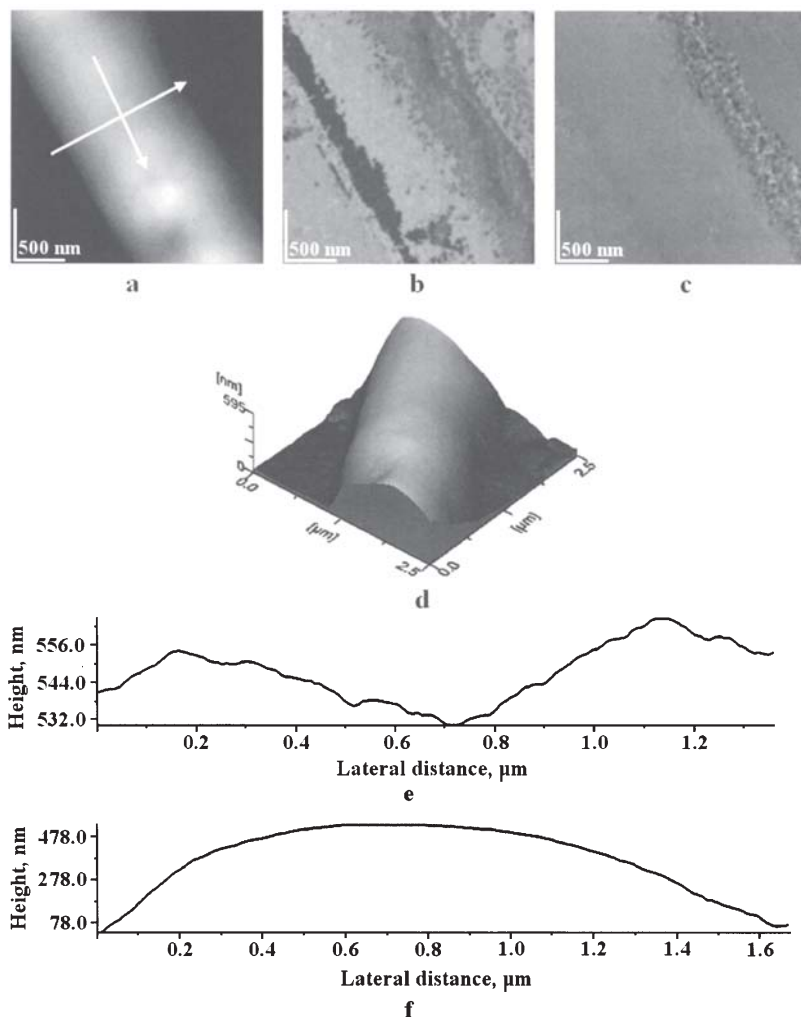 500 nm 500 nm 500 nm
a b c
[nm]
595
0
0.0
[μm]
2.5
0.0
[μm]
2.5
d
Height, nm
556.0
544.0
532.0
0.2 0.4 0.6 0.8 1.0 1.2
Lateral distance, μm
e
Height, nm
478.0
278.0
78.0
0.2 0.4 0.6 0.8 1.0 1.2 1.4 1.6
Lateral distance, μm
f